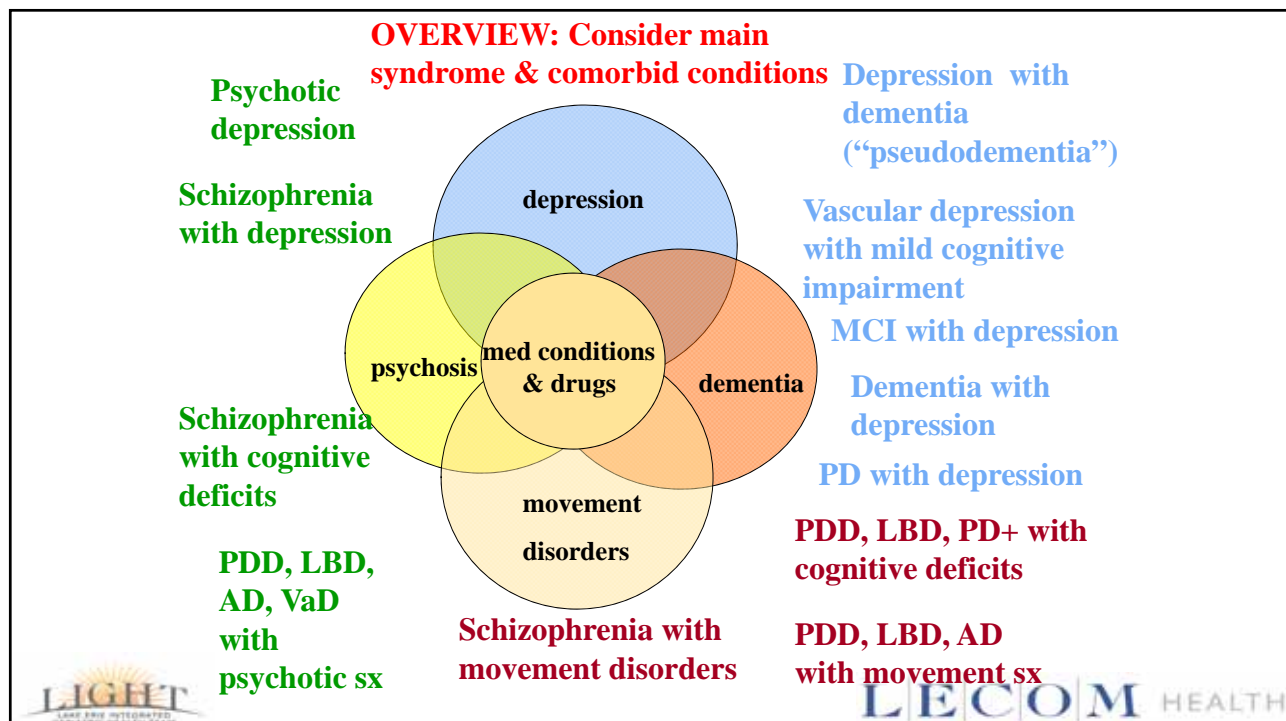 OVERVIEW: Consider main
syndrome & comorbid conditions
Psychotic
depression
Schizophrenia
with depression
Schizophrenia
with cognitive
deficits
PDD, LBD,
AD, VaD
with
psychotic sx
depression
psychosis
med conditions
& drugs
dementia
movement
disorders
Schizophrenia with
movement disorders
Depression with
dementia
(“pseudodementia”)
Vascular depression
with mild cognitive
impairment
MCI with depression
Dementia with
depression
PD with depression
PDD, LBD, PD+ with
cognitive deficits
PDD, LBD, AD
with movement sx
LIGHT
LAKE ERIE INTEGRATED
LECOM HEALTH